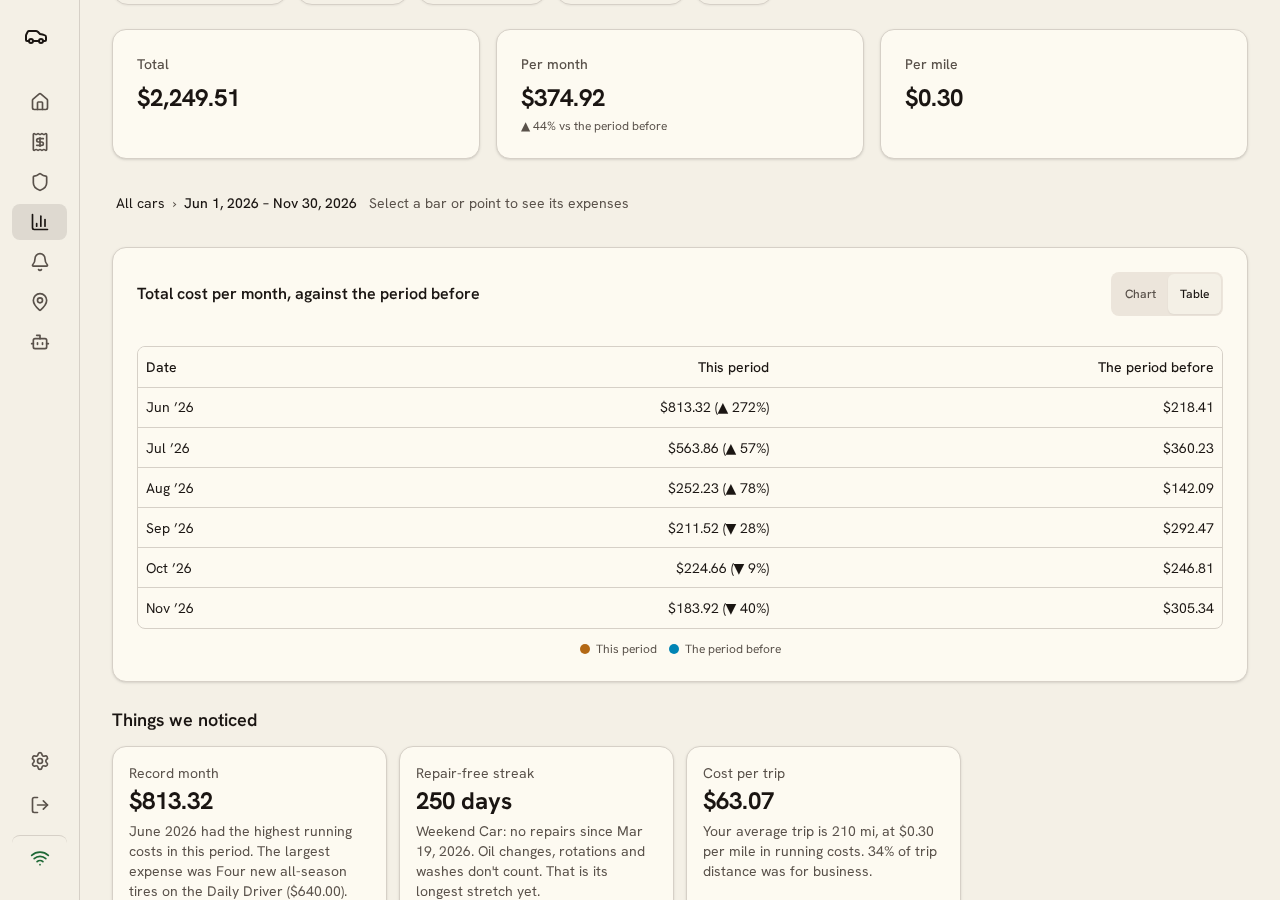 Total
$2,249.51
Per month
$374.92
▲ 44% vs the period before
Per mile
$0.30
All cars › Jun 1, 2026 – Nov 30, 2026 Select a bar or point to see its expenses
Total cost per month, against the period before
Chart Table
Date This period The period before
Jun ’26 $813.32 (▲ 272%) $218.41
Jul ’26 $563.86 (▲ 57%) $360.23
Aug ’26 $252.23 (▲ 78%) $142.09
Sep ’26 $211.52 (▼ 28%) $292.47
Oct ’26 $224.66 (▼ 9%) $246.81
Nov ’26 $183.92 (▼ 40%) $305.34
This period The period before
Things we noticed
Record month
$813.32
June 2026 had the highest running
costs in this period. The largest
expense was Four new all-season
tires on the Daily Driver ($640.00).
Repair-free streak
250 days
Weekend Car: no repairs since Mar
19, 2026. Oil changes, rotations and
washes don't count. That is its
longest stretch yet.
Cost per trip
$63.07
Your average trip is 210 mi, at $0.30
per mile in running costs. 34% of trip
distance was for business.